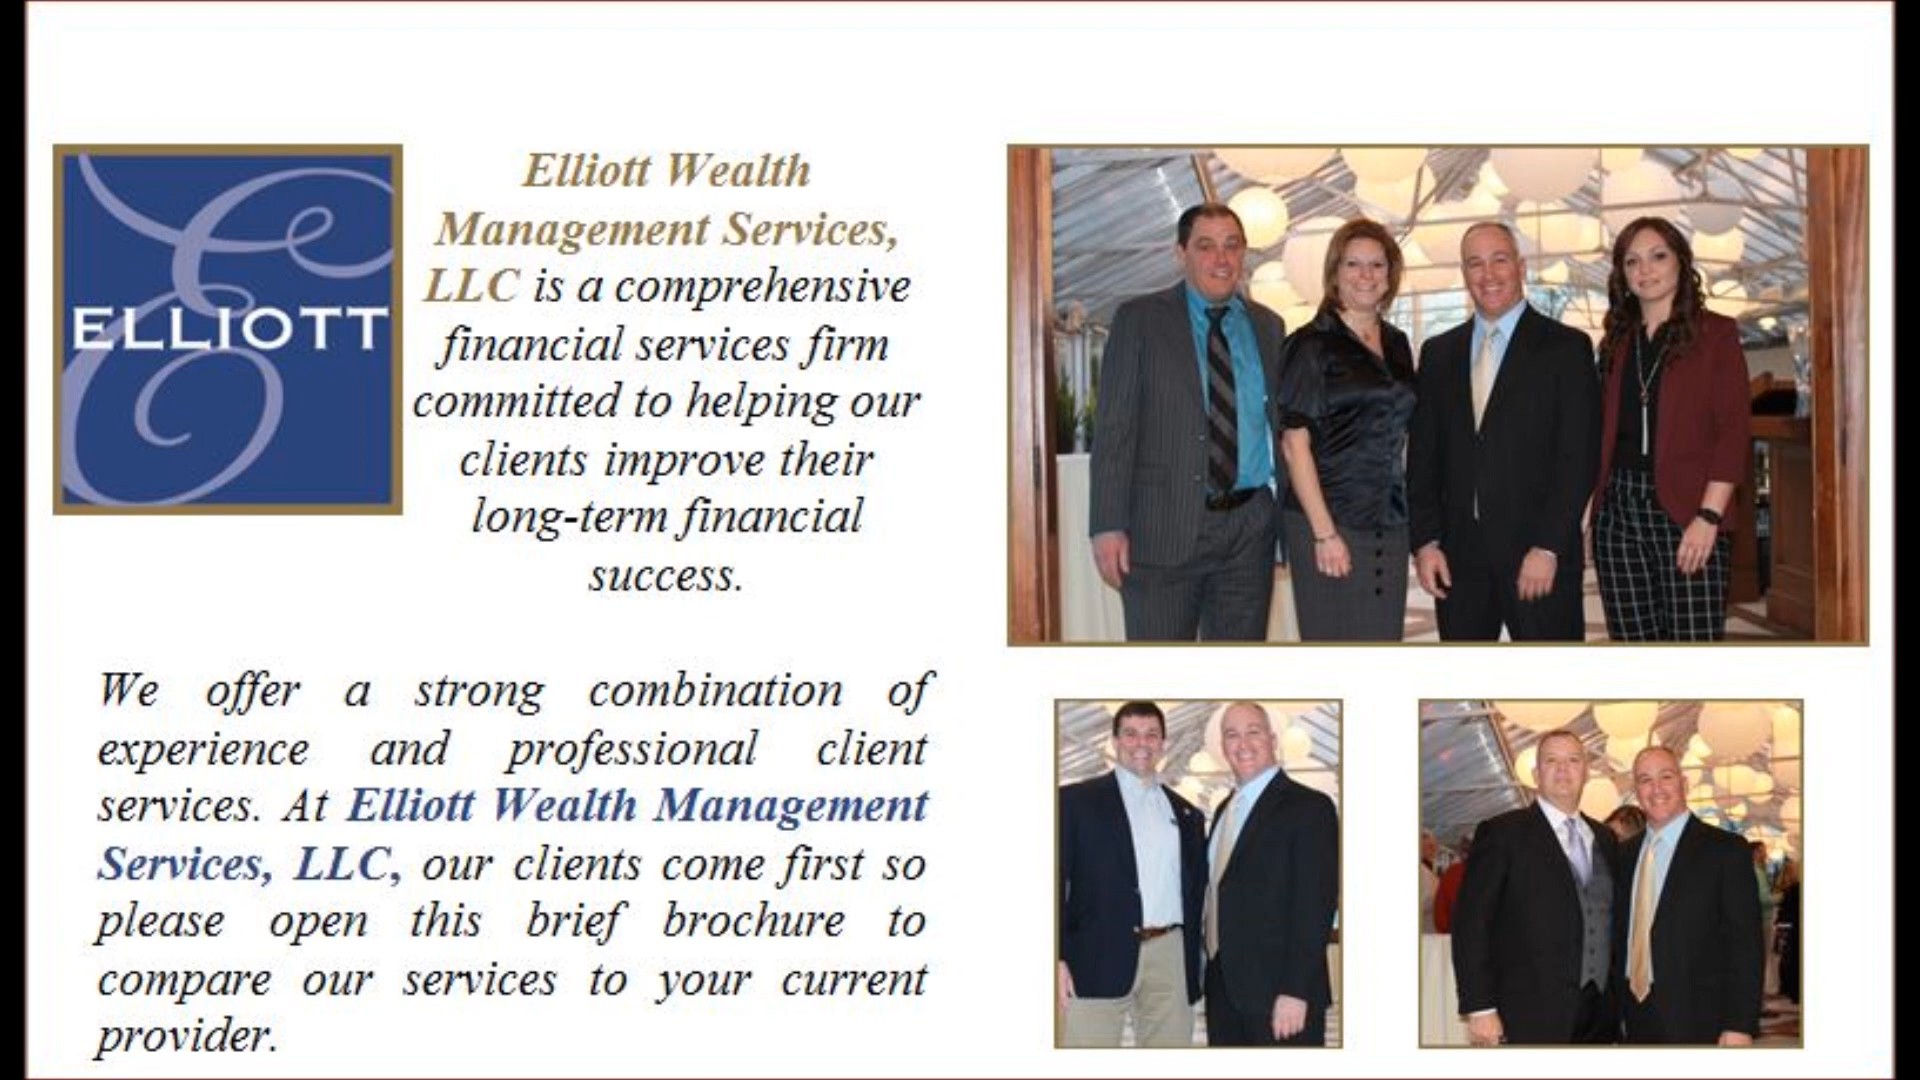 ELLIOTT
Elliott Wealth
Management Services,
LLC is a comprehensive
financial services firm
committed to helping our
clients improve their
long-term financial
success.
We offer a strong combination of
experience and professional client
services. At Elliott Wealth Management
Services, LLC, our clients come first so
please open this brief brochure to
compare our services to your current
provider.